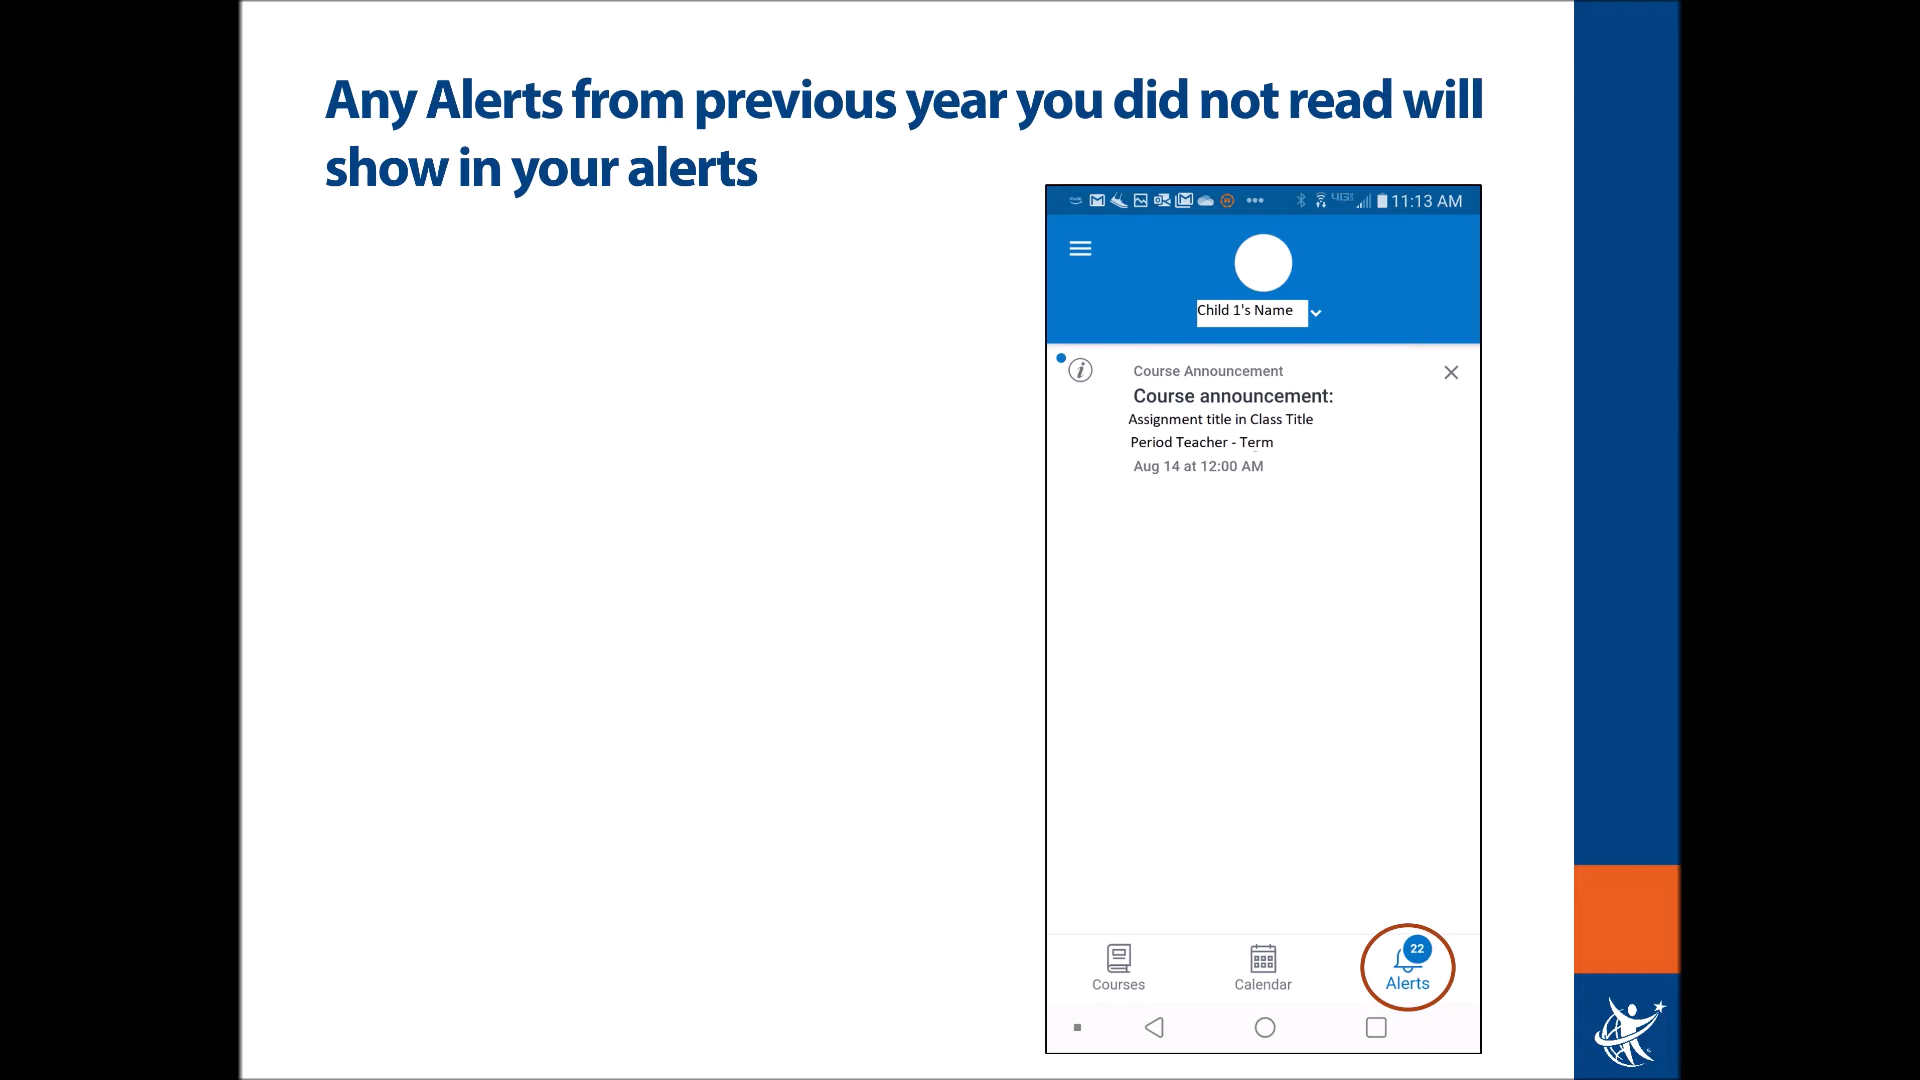 Any Alerts from previous year you did not read will
show in your alerts
11:13 AM
Child 1's Name
Course Announcement
Course announcement:
Assignment title in Class Title
Period Teacher - Term
Aug 14 at 12:00 AM
22
Courses
Calendar
Alerts